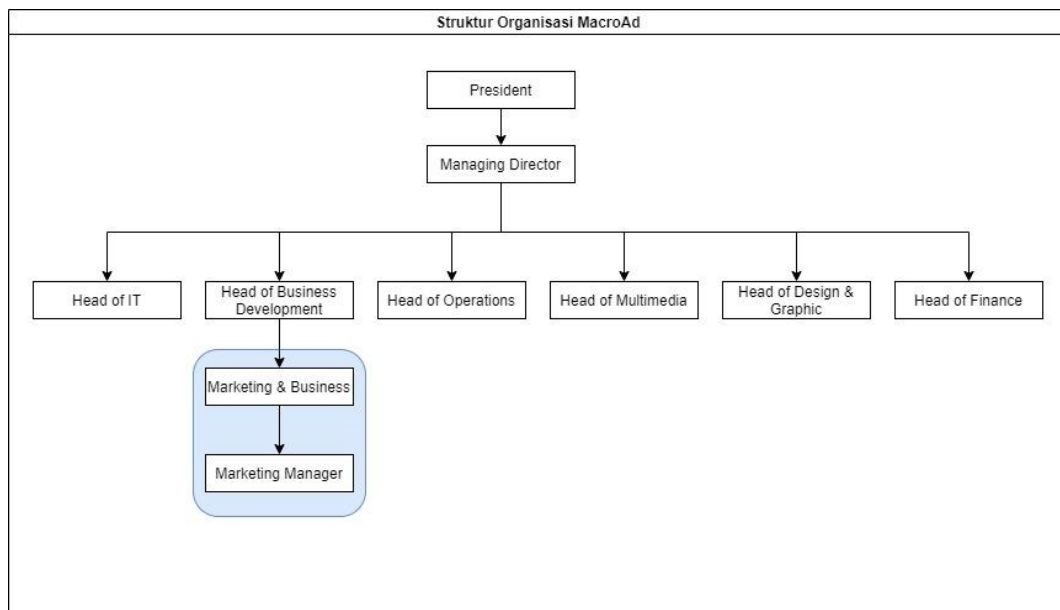 Struktur Organisasi MacroAd
President
Managing Director
Head of IT
Head of Business
Development
Head of Operations
Head of Multimedia
Head of Design &
Graphic
Head of Finance
Marketing & Business
Marketing Manager